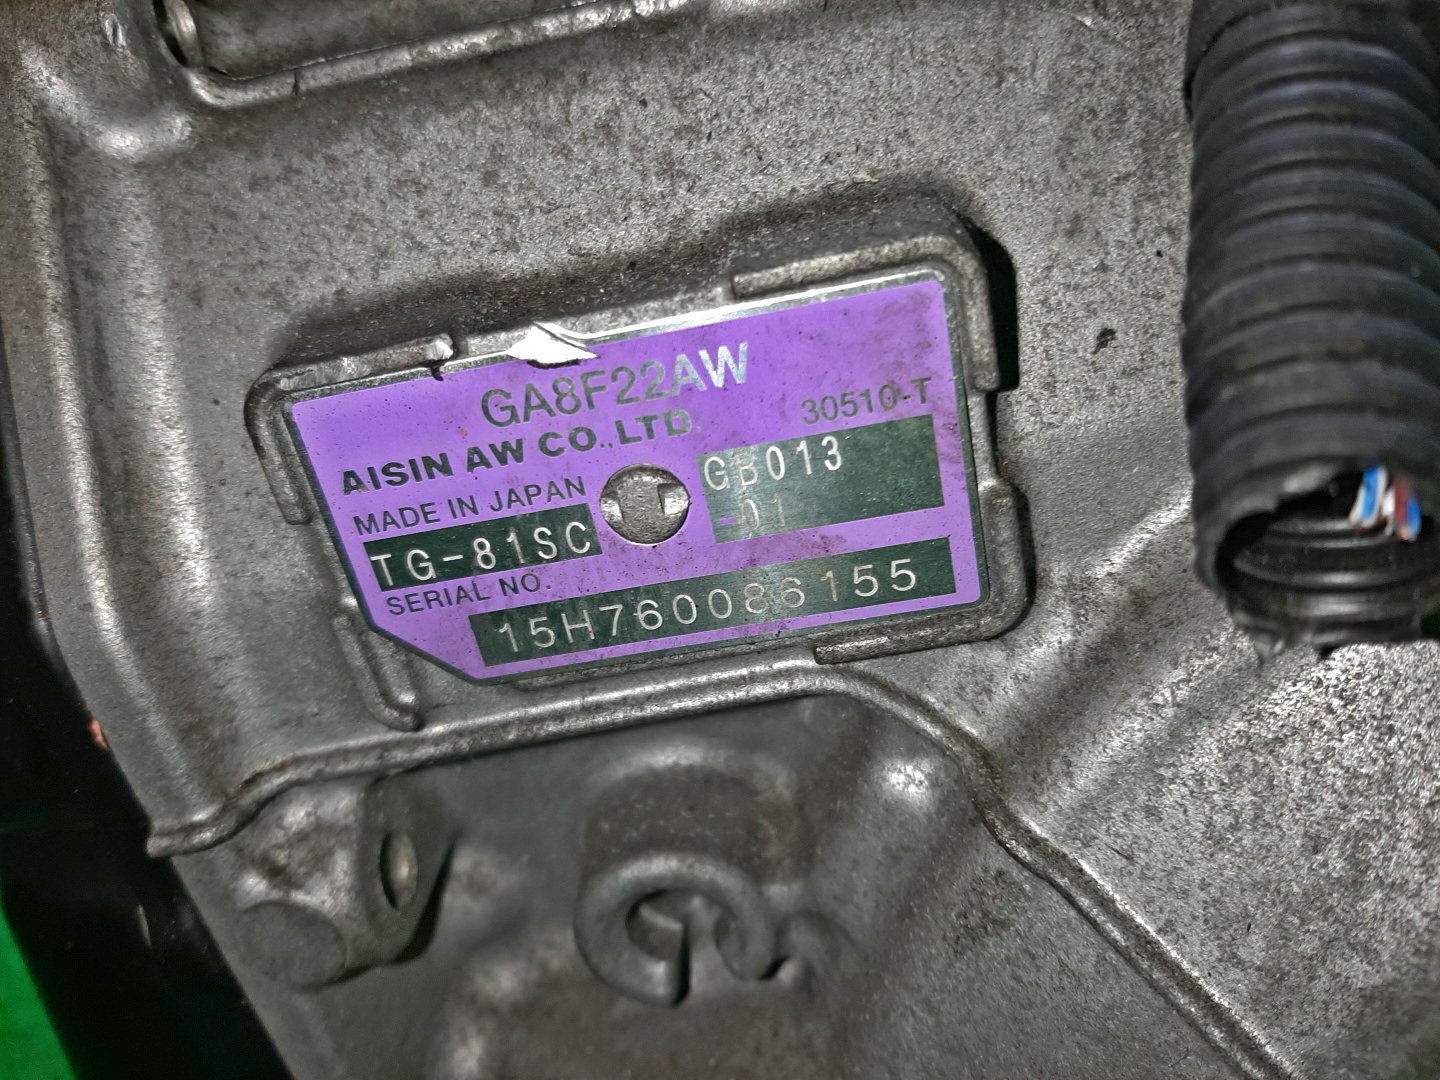 GA8F22AW
AISIN AW CO.,LTD. 30510-T
MADE IN JAPAN GB013
TG-81SC -01
SERIAL NO.
15H760086155